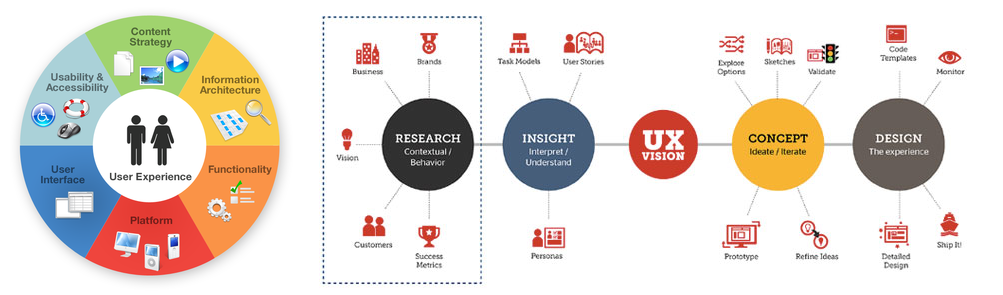 Content
Strategy
Usability &
Accessibility
Information
Architecture
User Experience
User
Interface
Functionality
Platform
Business
Brands
Vision
RESEARCH
Contextual /
Behavior
Customers
Success
Metrics
Task Models
User Stories
INSIGHT
Interpret /
Understand
Personas
UX
VISION
Explore
Options
Sketches
Validate
CONCEPT
Ideate / Iterate
Prototype
Refine Ideas
Code
Templates
Monitor
DESIGN
The experience
Detailed
Design
Ship It!